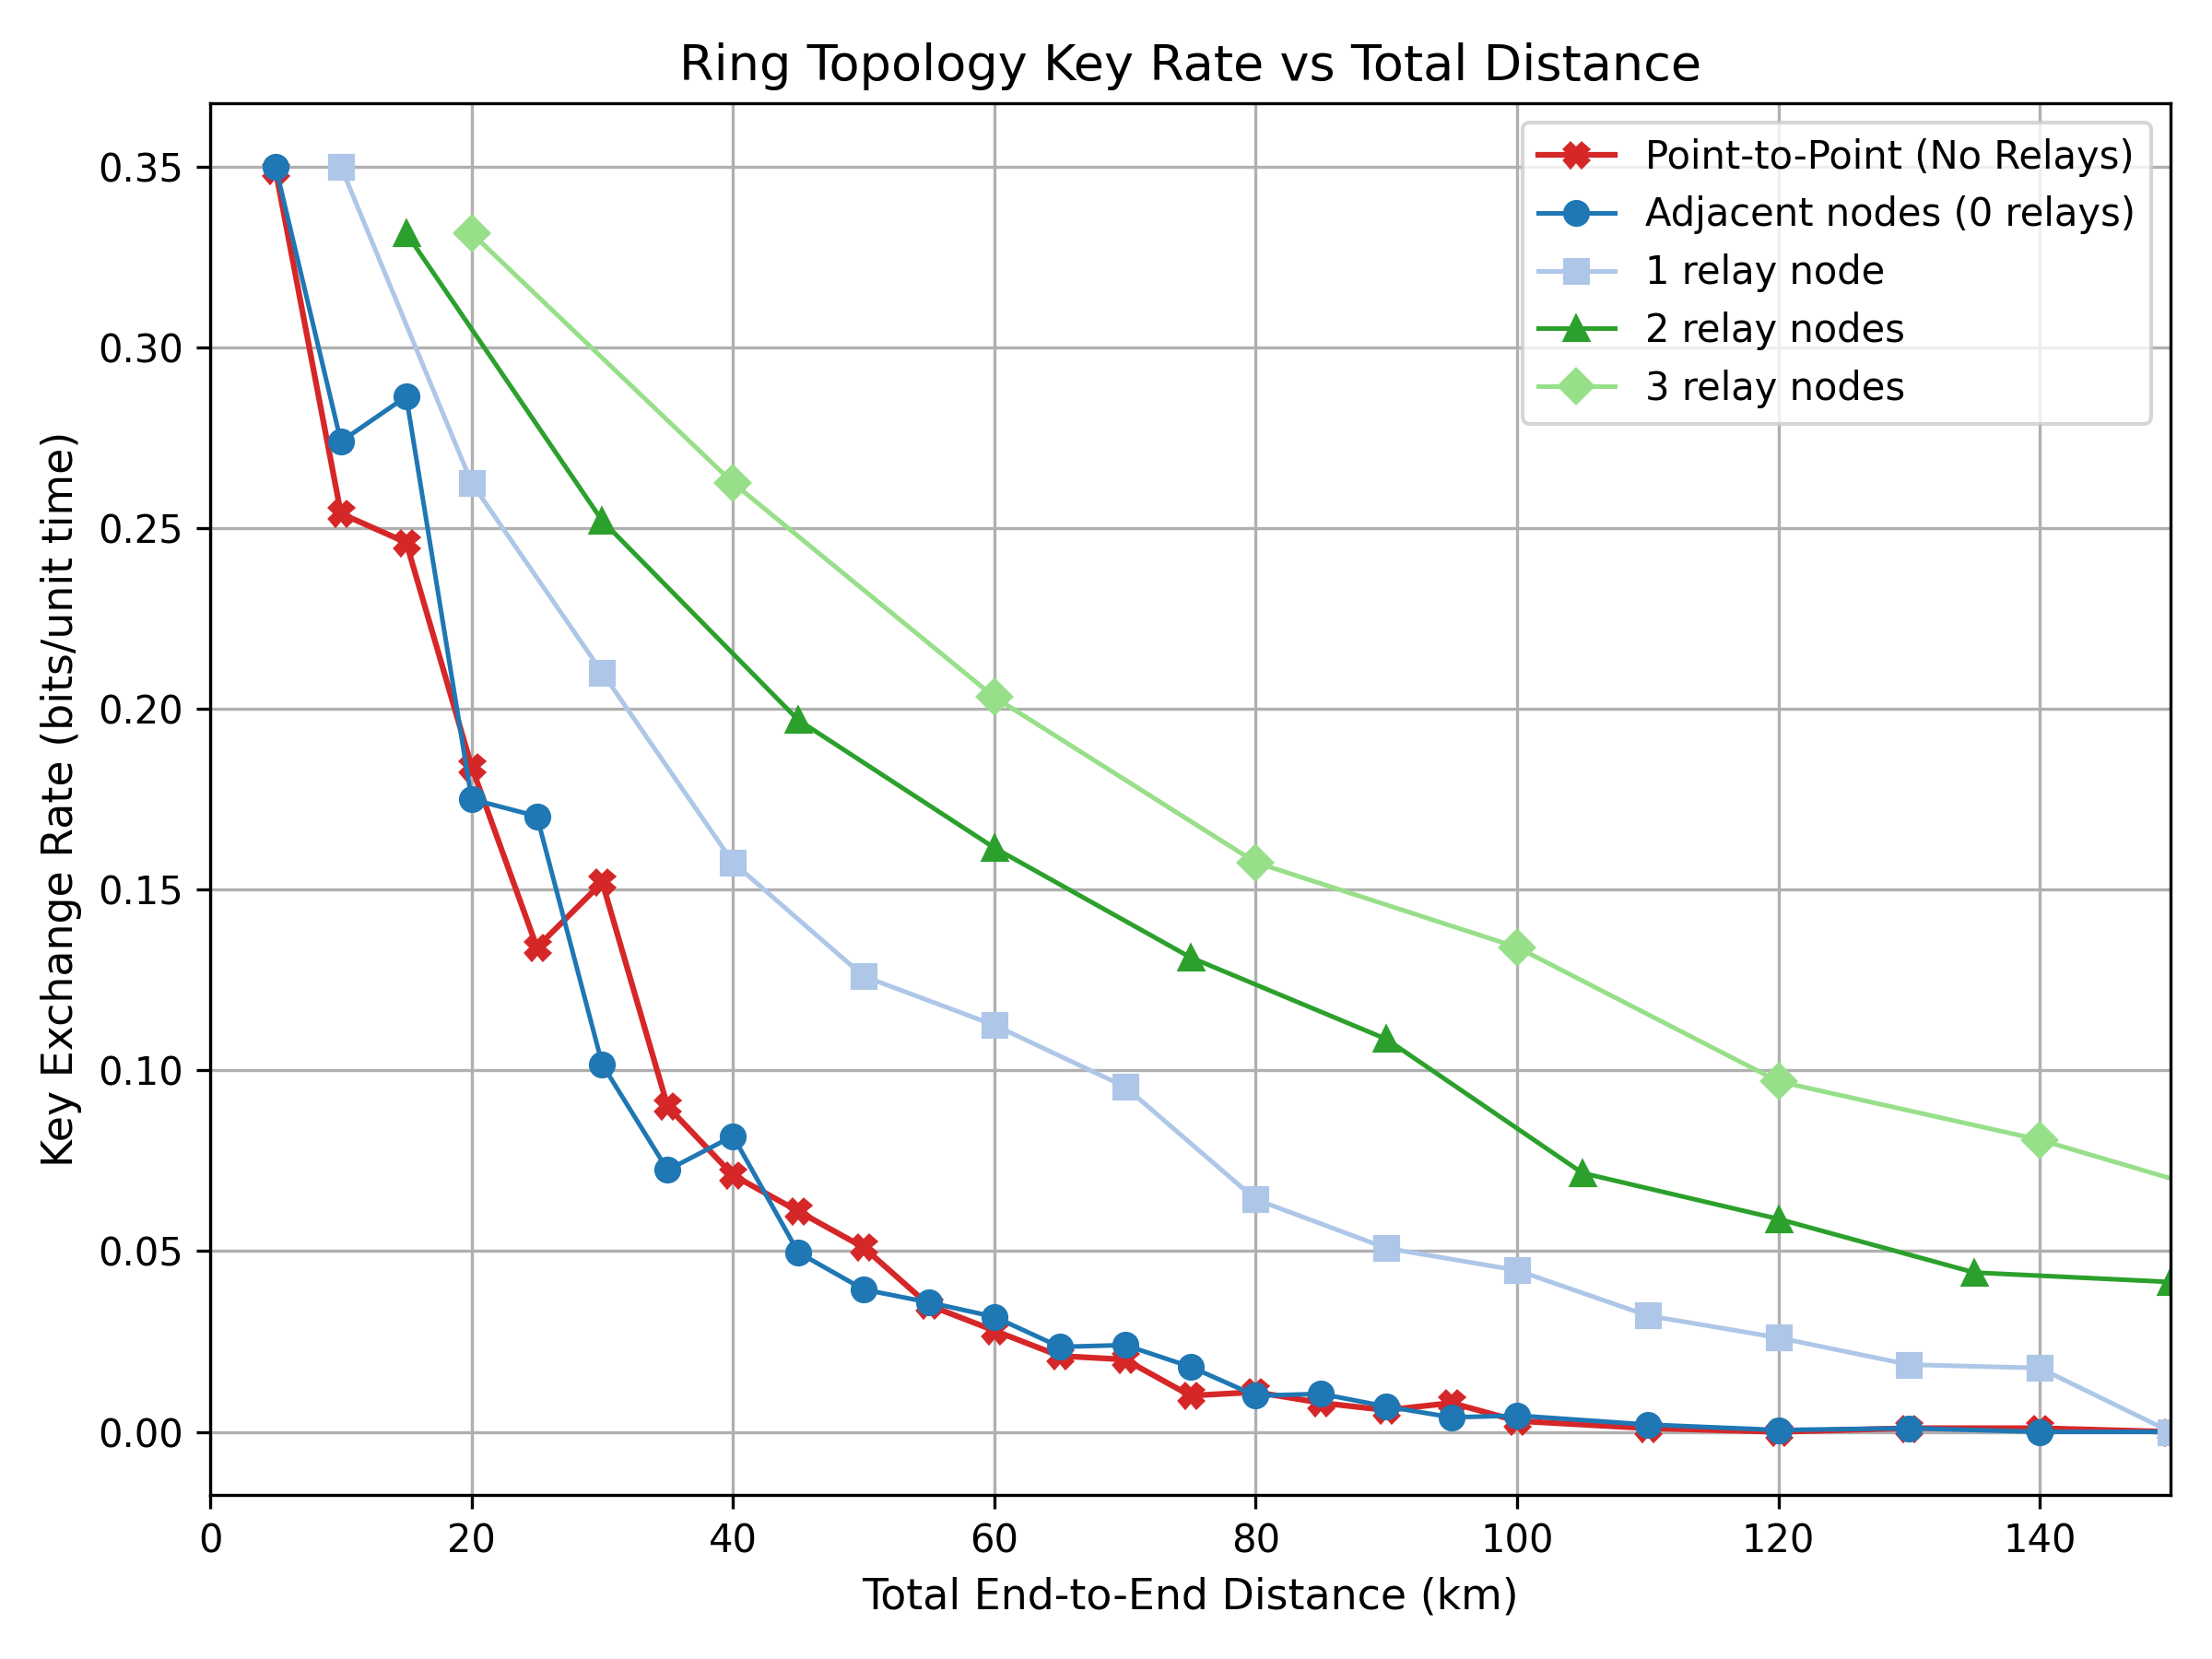 Ring Topology Key Rate vs Total Distance
Point-to-Point (No Relays)
Adjacent nodes (0 relays)
1 relay node
2 relay nodes
3 relay nodes
Key Exchange Rate (bits/unit time)
0.35
0.30
0.25
0.20
0.15
0.10
0.05
0.00
0 20 40 60 80 100 120 140
Total End-to-End Distance (km)